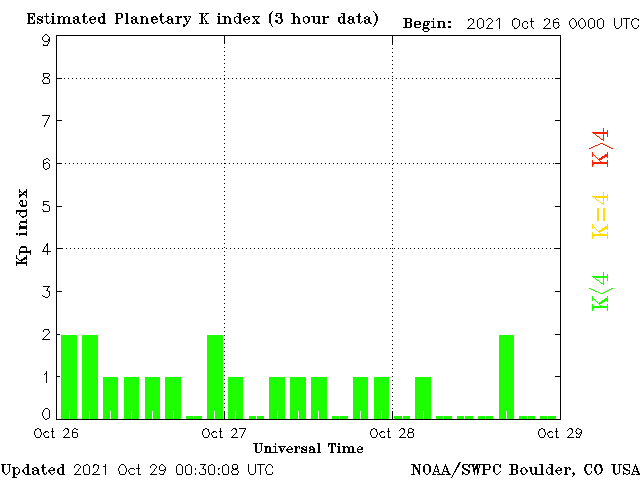 Estimated Planetary K index (3 hour data)
Begin: 2021 Oct 26 0000 UTC
9
8
7
6
5
4
3
2
1
0
Kp index
K>4
K=4
K<4
Oct 26
Oct 27
Oct 28
Oct 29
Universal Time
Updated 2021 Oct 29 00:30:08 UTC
NOAA/SWPC Boulder, CO USA